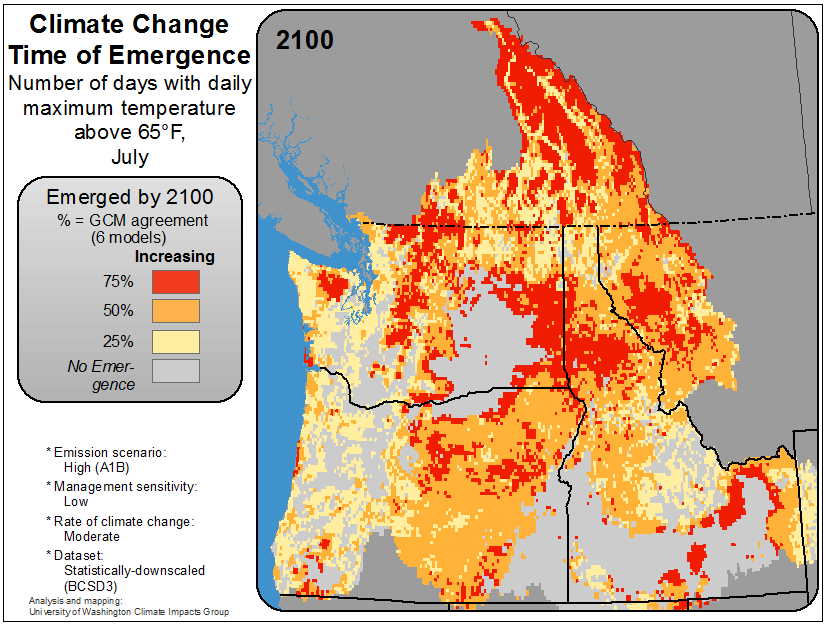 Climate Change
Time of Emergence
Number of days with daily
maximum temperature
above 65°F,
July
2100
Emerged by 2100
% = GCM agreement
(6 models)
Increasing
75%
50%
25%
No Emer-
gence
* Emission scenario:
High (A1B)
* Management sensitivity:
Low
* Rate of climate change:
Moderate
* Dataset:
Statistically-downscaled
(BCSD3)
Analysis and mapping:
University of Washington Climate Impacts Group